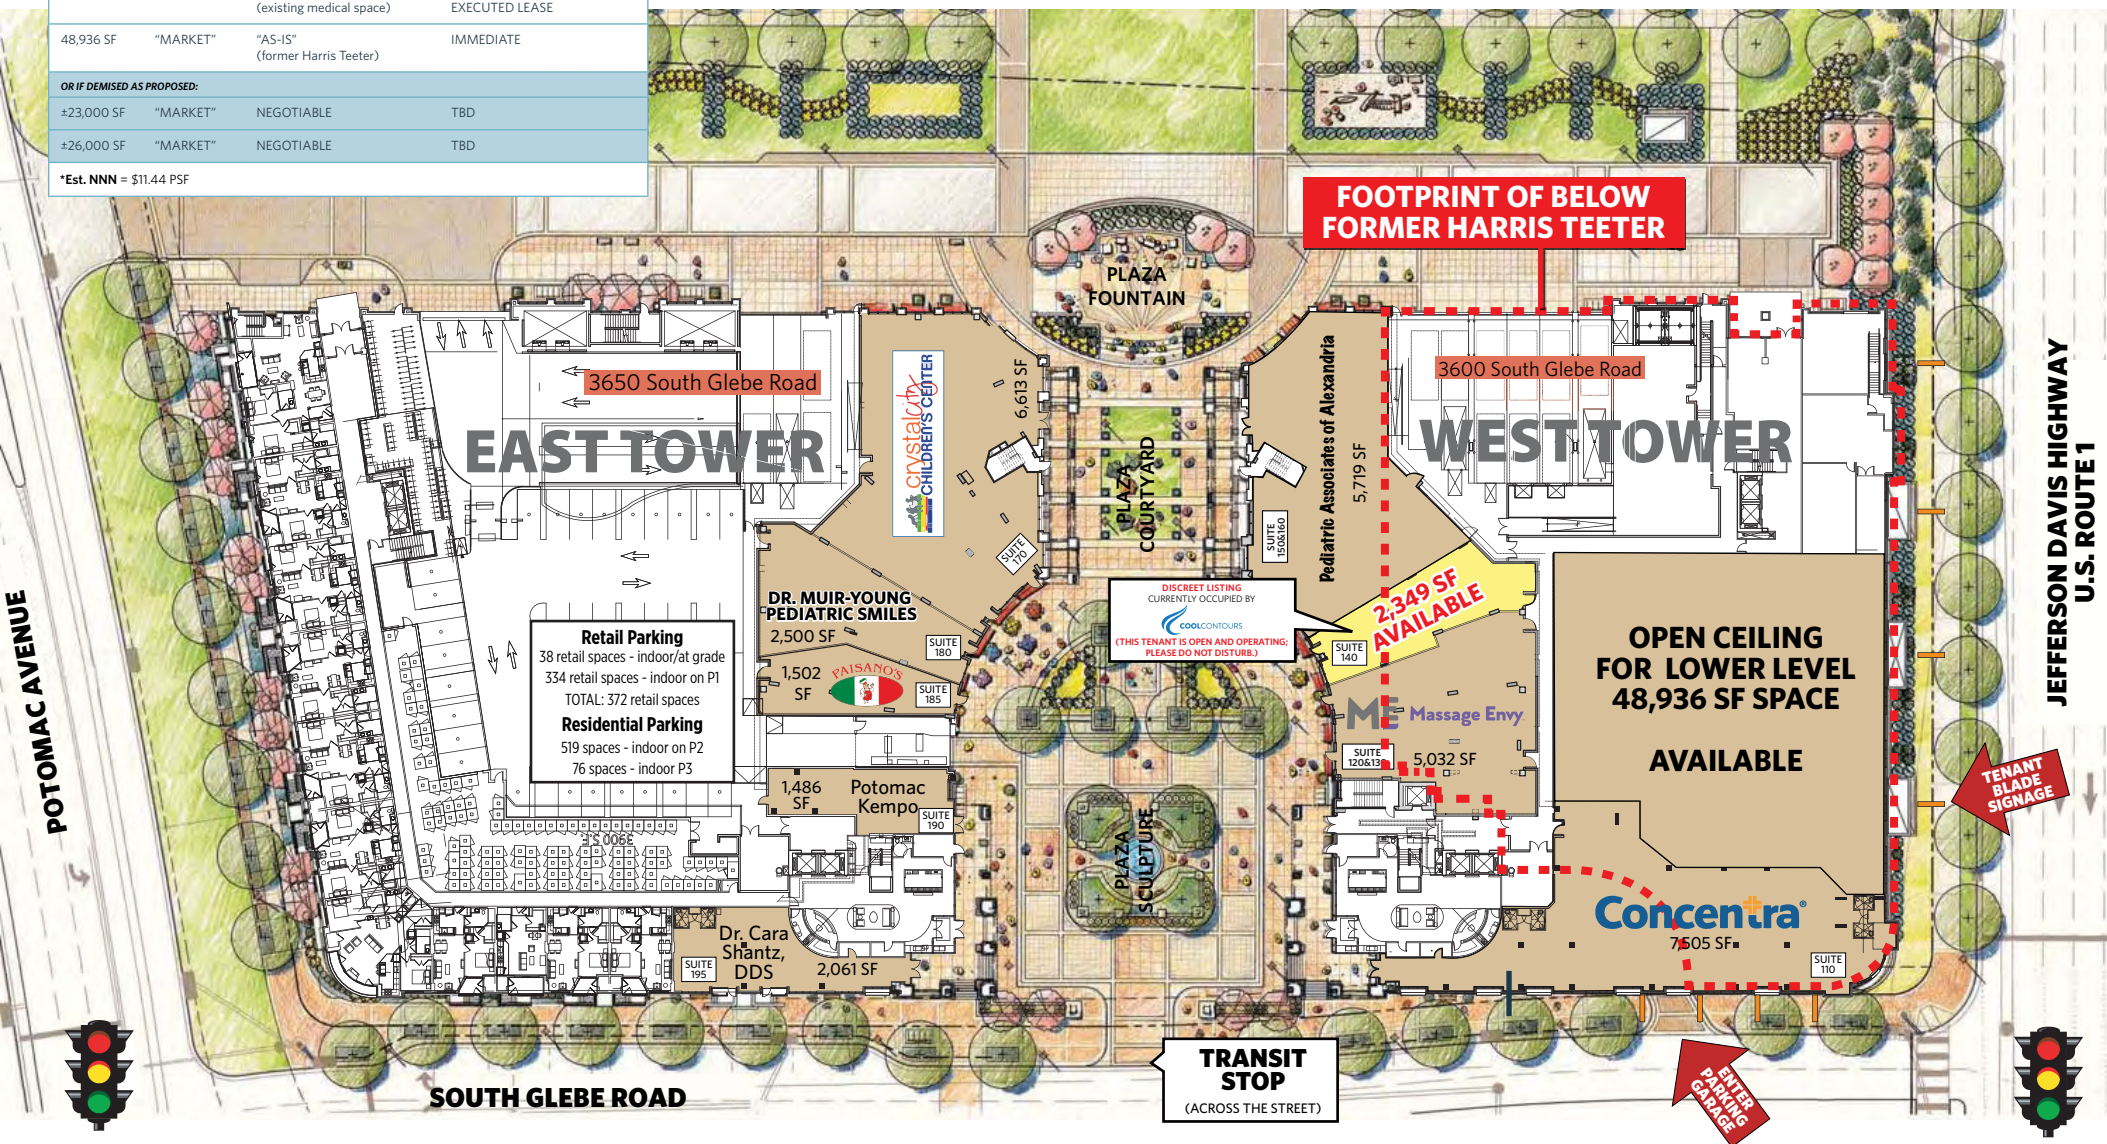 (existing medical space) EXECUTED LEASE
48,936 SF “MARKET” “AS-IS” IMMEDIATE
(former Harris Teeter)
OR IF DEMISED AS PROPOSED:
±23,000 SF “MARKET” NEGOTIABLE TBD
±26,000 SF “MARKET” NEGOTIABLE TBD
*Est. NNN = $11.44 PSF
FOOTPRINT OF BELOW
FORMER HARRIS TEETER
PLAZA
FOUNTAIN
3650 South Glebe Road
EAST TOWER
crystalcity
CHILDREN'S CENTER
6,613 SF
SUITE
170
PLAZA
COURTYARD
Pediatric Associates of Alexandria
5,719 SF
SUITE
150&160
3600 South Glebe Road
WEST TOWER
JEFFERSON DAVIS HIGHWAY
U.S. ROUTE 1
POTOMAC AVENUE
DR. MUIR-YOUNG
PEDIATRIC SMILES
2,500 SF
SUITE
180
DISCREET LISTING
CURRENTLY OCCUPIED BY
COOLCONTOURS
(THIS TENANT IS OPEN AND OPERATING;
PLEASE DO NOT DISTURB.)
2,349 SF
AVAILABLE
SUITE
140
Retail Parking
38 retail spaces - indoor/at grade
334 retail spaces - indoor on P1
TOTAL: 372 retail spaces
Residential Parking
519 spaces - indoor on P2
76 spaces - indoor P3
1,502
SF
PAISANO'S
SUITE
185
ME Massage Envy
SUITE
120&13
5,032 SF
OPEN CEILING
FOR LOWER LEVEL
48,936 SF SPACE
AVAILABLE
TENANT
BLADE
SIGNAGE
1,486
SF
Potomac
Kempo
SUITE
190
3900 S.F
PLAZA
SCULPTURE
Concentra®
7,505 SF
SUITE
110
Dr. Cara
Shantz,
DDS
SUITE
195
2,061 SF
TRANSIT
STOP
(ACROSS THE STREET)
SOUTH GLEBE ROAD
ENTER
PARKING
GARAGE